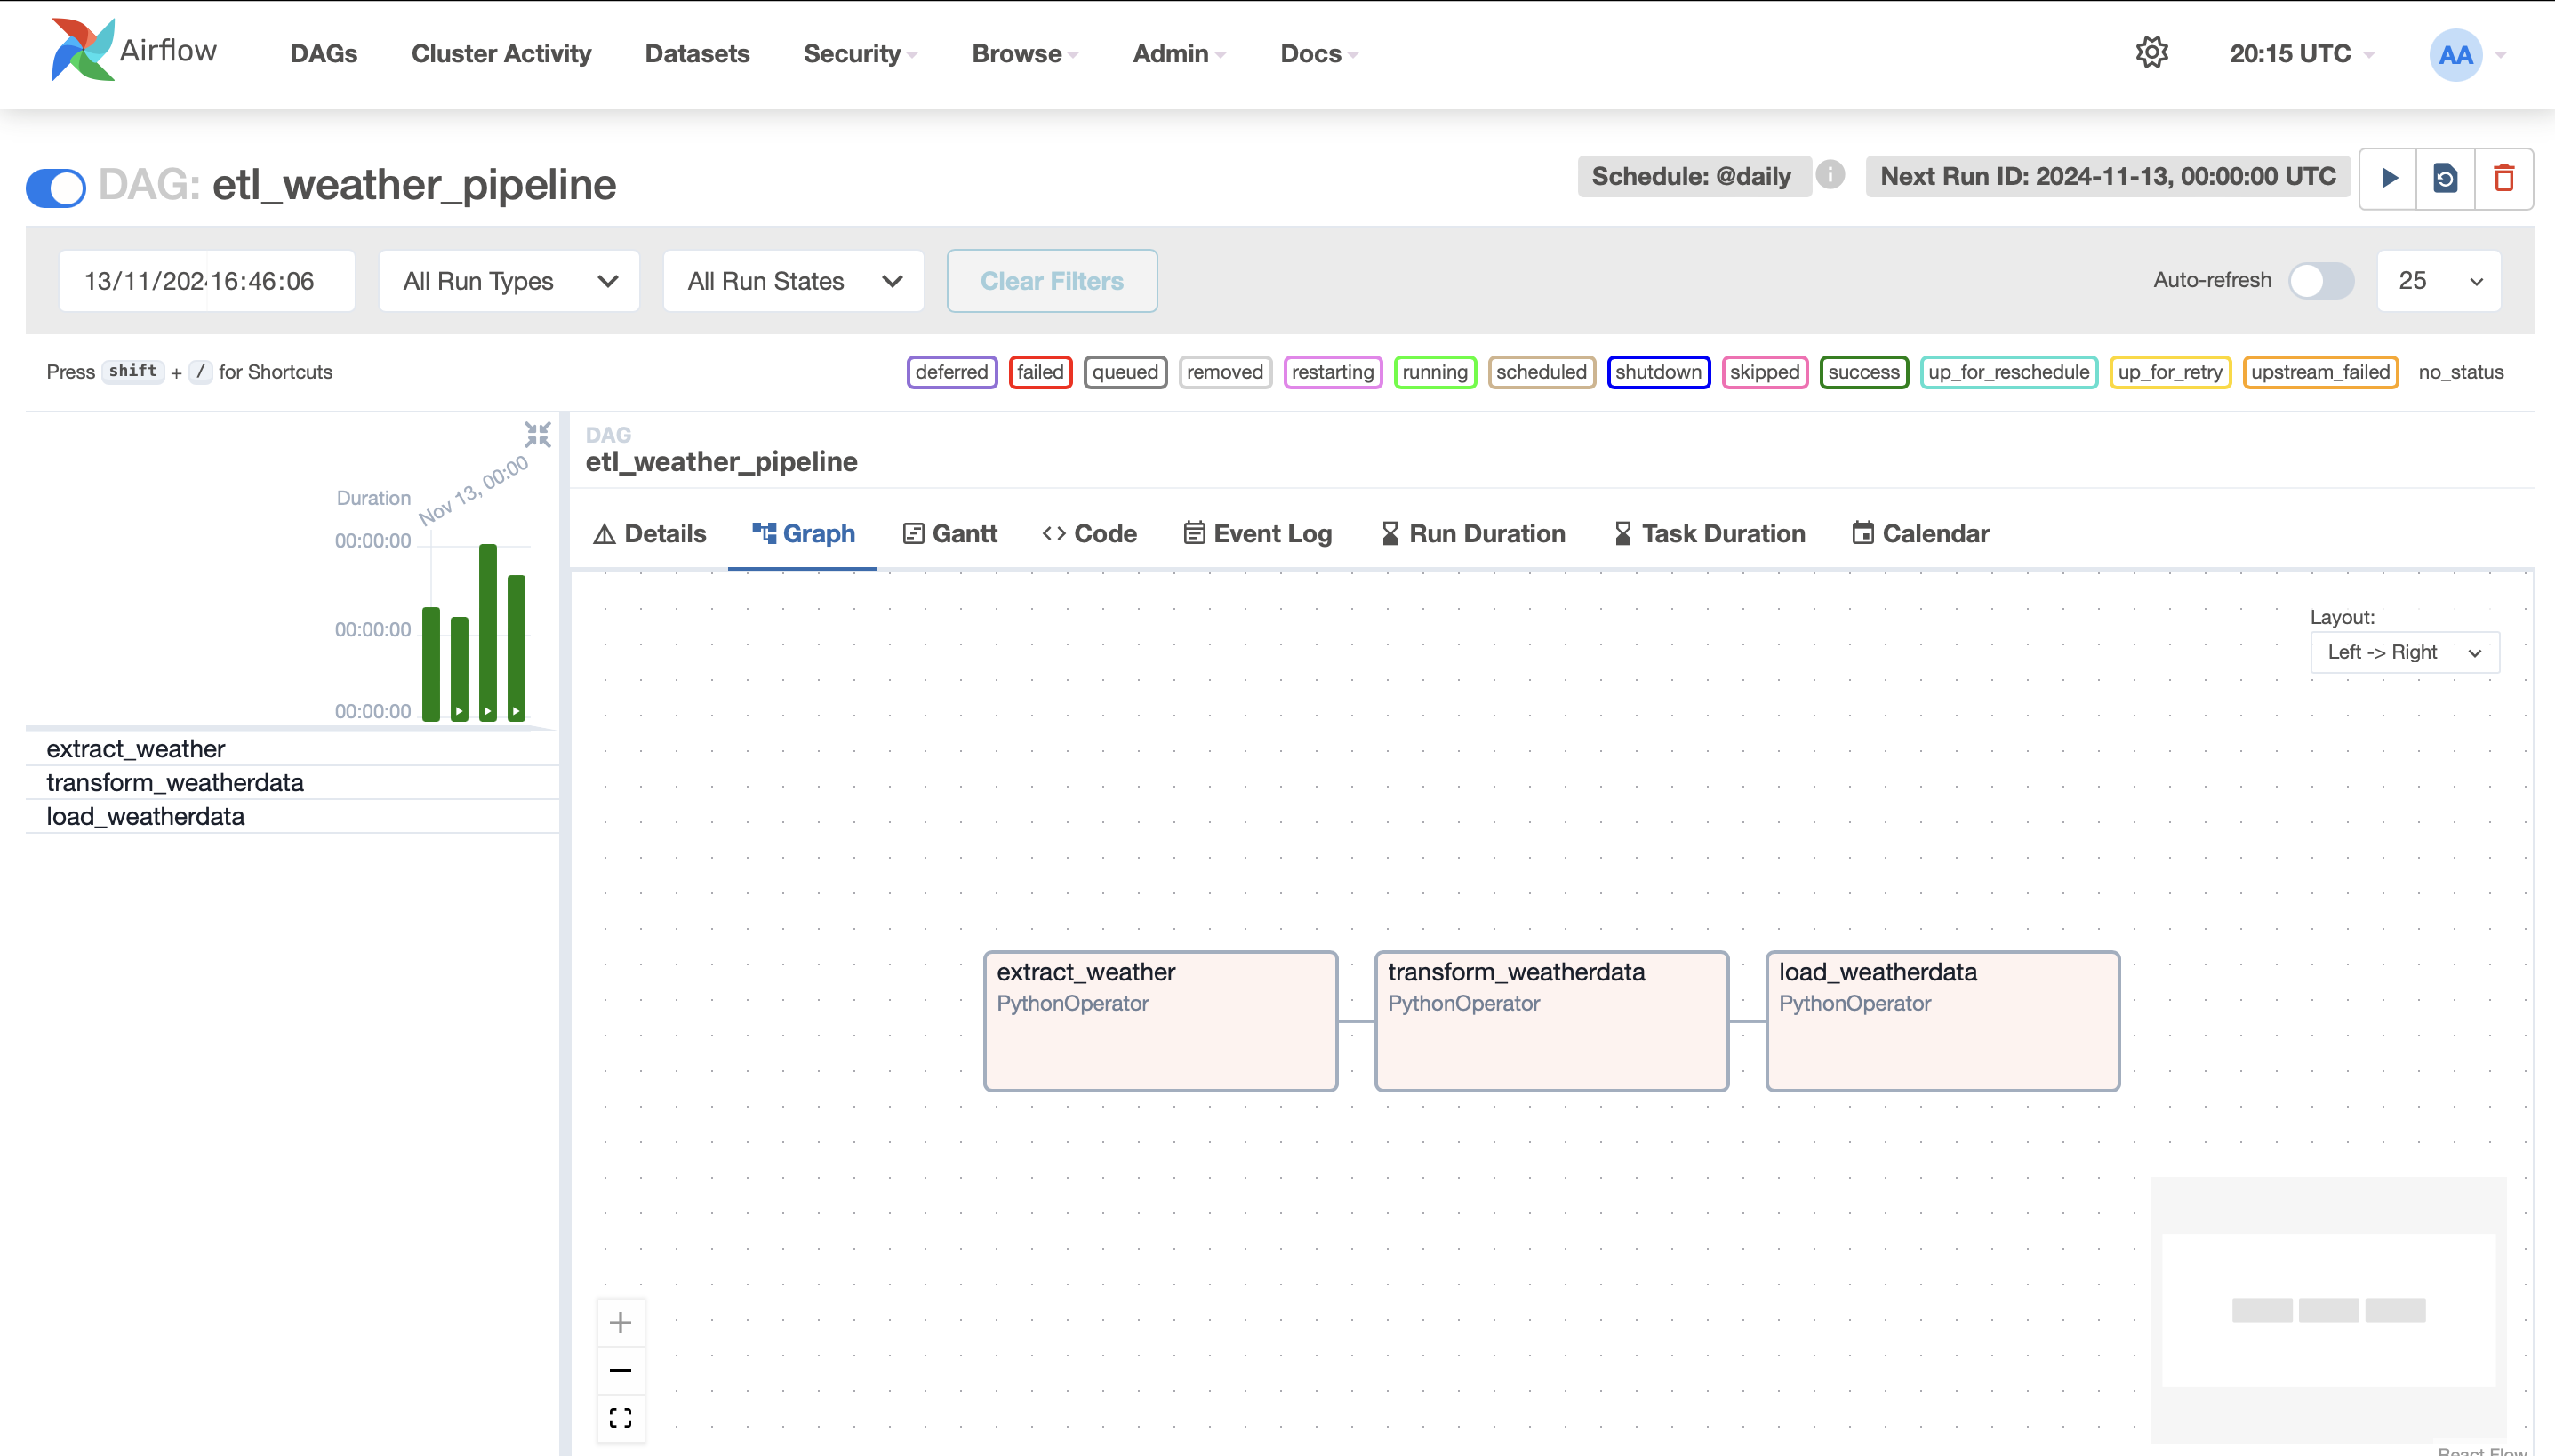 Airflow DAGs Cluster Activity Datasets Security Browse Admin Docs 20:15 UTC AA
DAG: etl_weather_pipeline Schedule: @daily i Next Run ID: 2024-11-13, 00:00:00 UTC
13/11/202 16:46:06 All Run Types All Run States Clear Filters Auto-refresh 25
Press shift + / for Shortcuts deferred failed queued removed restarting running scheduled shutdown skipped success up_for_reschedule up_for_retry upstream_failed no_status
Duration
Nov 13, 00:00
00:00:00
00:00:00
00:00:00
extract_weather
transform_weatherdata
load_weatherdata
DAG
etl_weather_pipeline
Details Graph Gantt <> Code Event Log Run Duration Task Duration Calendar
Layout:
Left -> Right
extract_weather
PythonOperator
transform_weatherdata
PythonOperator
load_weatherdata
PythonOperator
React Flow